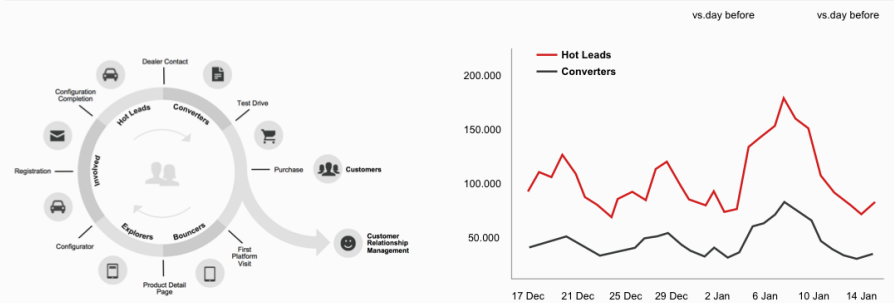 vs.day before
vs.day before
Dealer Contact
Configuration
Completion
Hot Leads
Converters
Test Drive
Registration
Involved
Purchase
Customers
Configurator
Explorers
Bouncers
First
Platform
Visit
Customer
Relationship
Management
Product Detail
Page
Hot Leads
Converters
200.000
150.000
100.000
50.000
17 Dec
21 Dec
25 Dec
29 Dec
2 Jan
6 Jan
10 Jan
14 Jan